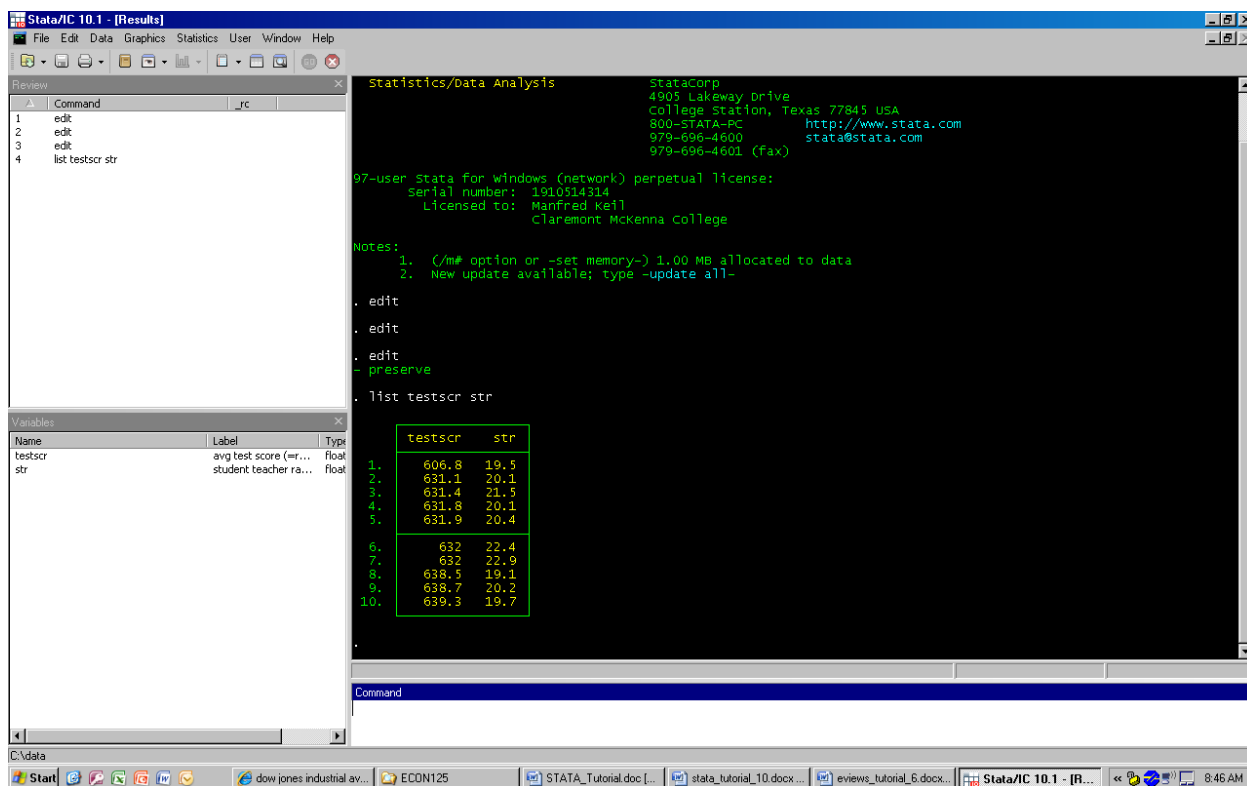 Stata/IC 10.1 - [Results]
File Edit Data Graphics Statistics User Window Help
Review
Command _rc
1 edit
2 edit
3 edit
4 list testscr str
Variables
Name Label Type
testscr avg test score (=r... float
str student teacher ra... float
Statistics/Data Analysis StataCorp
4905 Lakeway Drive
College Station, Texas 77845 USA
800-STATA-PC http://www.stata.com
979-696-4600 stata@stata.com
979-696-4601 (fax)
97-user Stata for Windows (network) perpetual license:
Serial number: 1910514314
Licensed to: Manfred Keil
Claremont McKenna College
Notes:
1. (/m# option or -set memory-) 1.00 MB allocated to data
2. New update available; type -update all-
. edit
. edit
. edit
- preserve
. list testscr str
testscr str
1. 606.8 19.5
2. 631.1 20.1
3. 631.4 21.5
4. 631.8 20.1
5. 631.9 20.4
6. 632 22.4
7. 632 22.9
8. 638.5 19.1
9. 638.7 20.2
10. 639.3 19.7
.
Command
C:\data
Start dow jones industrial av... ECON125 STATA_Tutorial.doc [... stata_tutorial_10.docx ... eviews_tutorial_6.docx... Stata/IC 10.1 - [R... « 8:46 AM